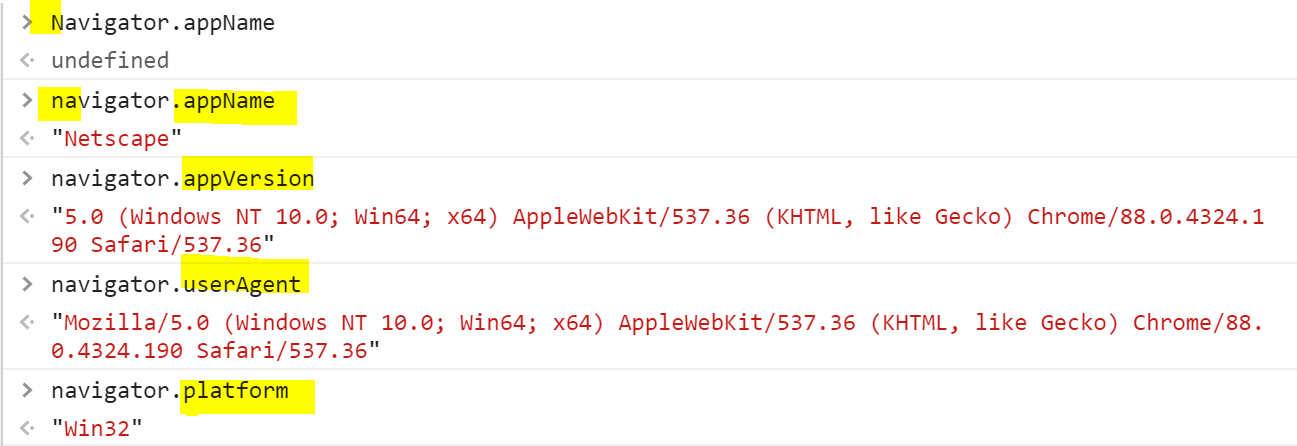 Navigator.appName
undefined
navigator.appName
"Netscape"
navigator.appVersion
"5.0 (Windows NT 10.0; Win64; x64) AppleWebKit/537.36 (KHTML, like Gecko) Chrome/88.0.4324.1
90 Safari/537.36"
navigator.userAgent
"Mozilla/5.0 (Windows NT 10.0; Win64; x64) AppleWebKit/537.36 (KHTML, like Gecko) Chrome/88.
0.4324.190 Safari/537.36"
navigator.platform
"Win32"